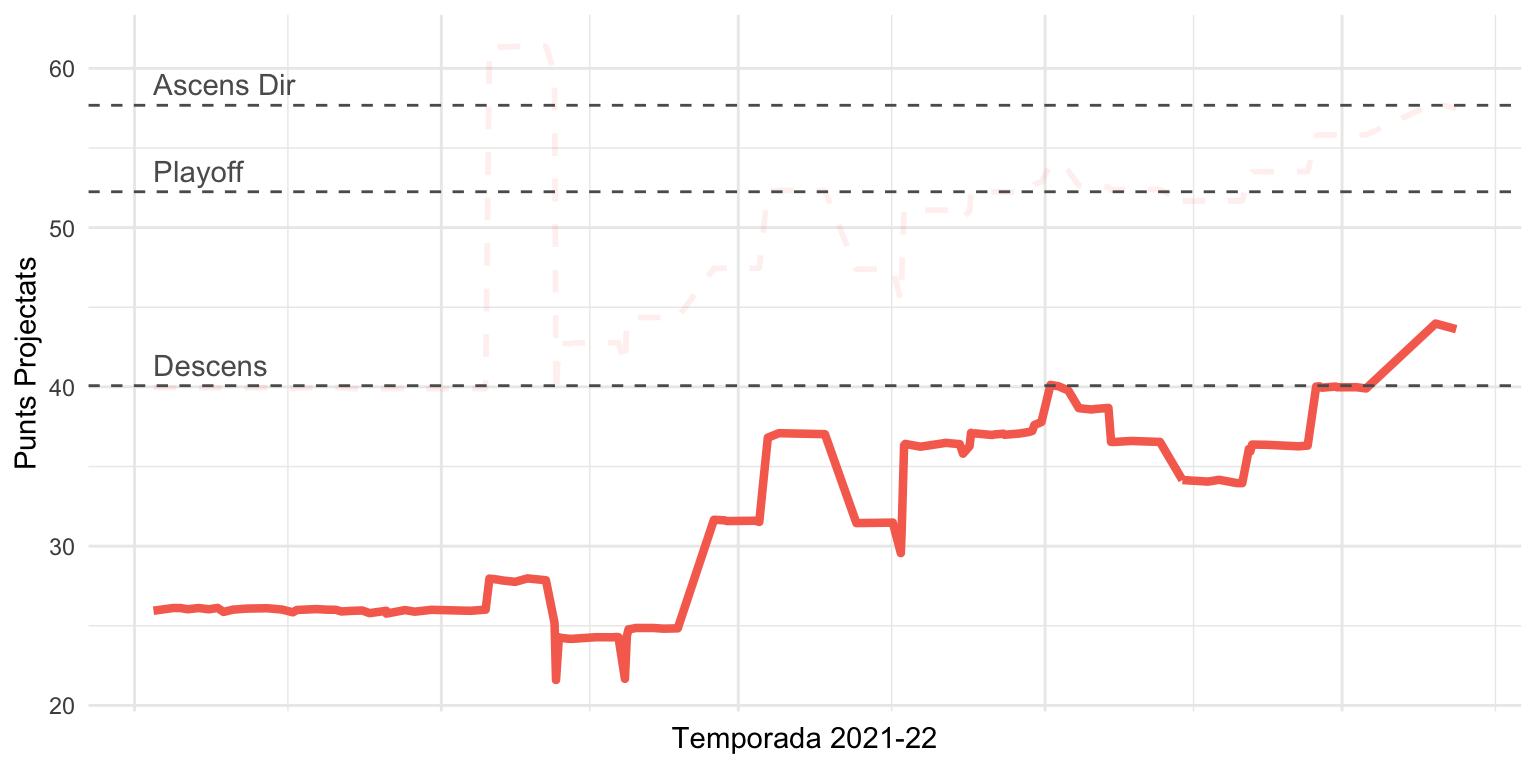 60
Ascens Dir
Playoff
50
Descens
40
30
20
Punts Projectats
Temporada 2021-22